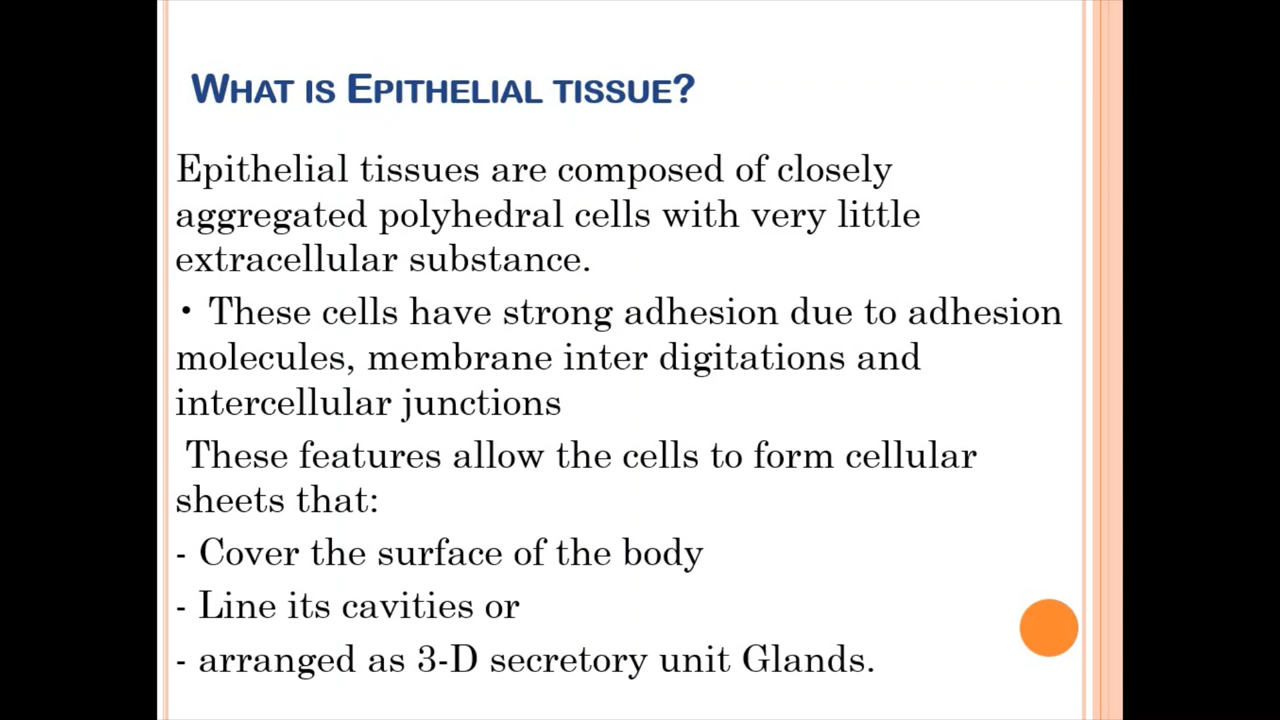 WHAT IS EPITHELIAL TISSUE?
Epithelial tissues are composed of closely
aggregated polyhedral cells with very little
extracellular substance.
• These cells have strong adhesion due to adhesion
molecules, membrane inter digitations and
intercellular junctions
These features allow the cells to form cellular
sheets that:
- Cover the surface of the body
- Line its cavities or
- arranged as 3-D secretory unit Glands.